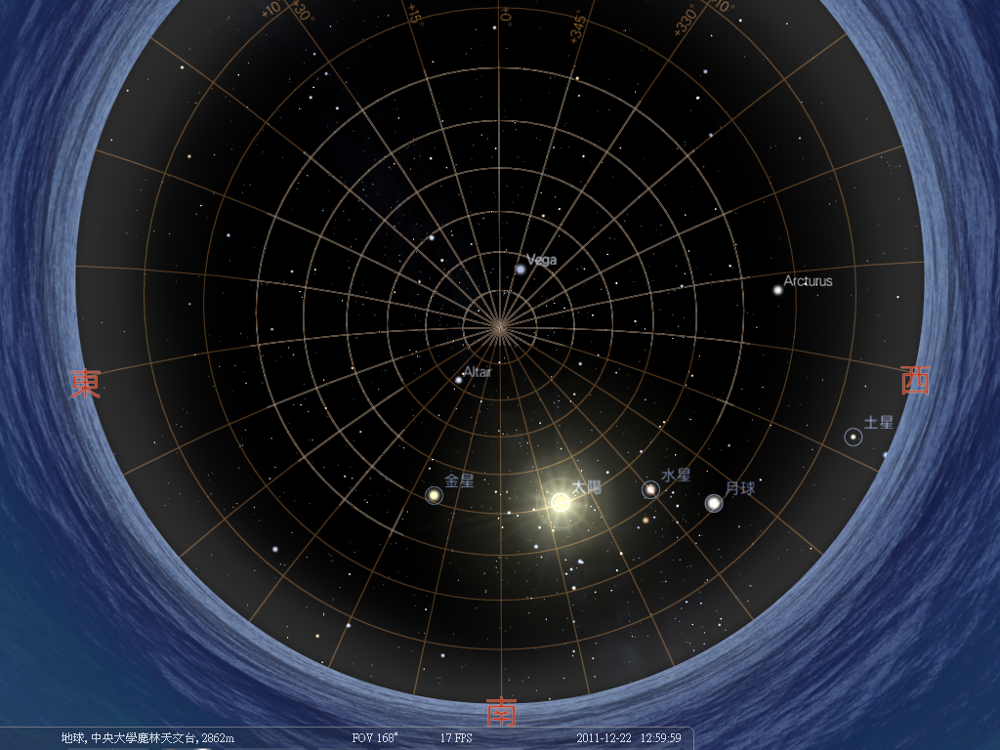 +10°
+30°
+15°
+0°
+345°
+330°
+10°
Vega
Arcturus
Altair
東
西
土星
金星
太陽
水星
月球
南
地球, 中央大學鹿林天文台, 2862m
FOV 168°
17 FPS
2011-12-22 12:59:59